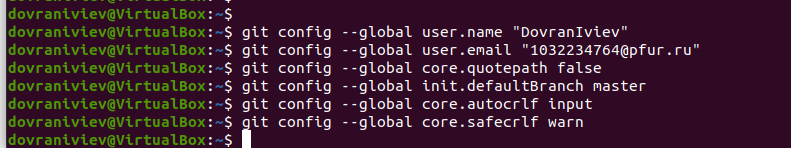 dovraniviev@VirtualBox:~$
dovraniviev@VirtualBox:~$ git config --global user.name "DovranIviev"
dovraniviev@VirtualBox:~$ git config --global user.email "1032234764@pfur.ru"
dovraniviev@VirtualBox:~$ git config --global core.quotepath false
dovraniviev@VirtualBox:~$ git config --global init.defaultBranch master
dovraniviev@VirtualBox:~$ git config --global core.autocrlf input
dovraniviev@VirtualBox:~$ git config --global core.safecrlf warn
dovraniviev@VirtualBox:~$